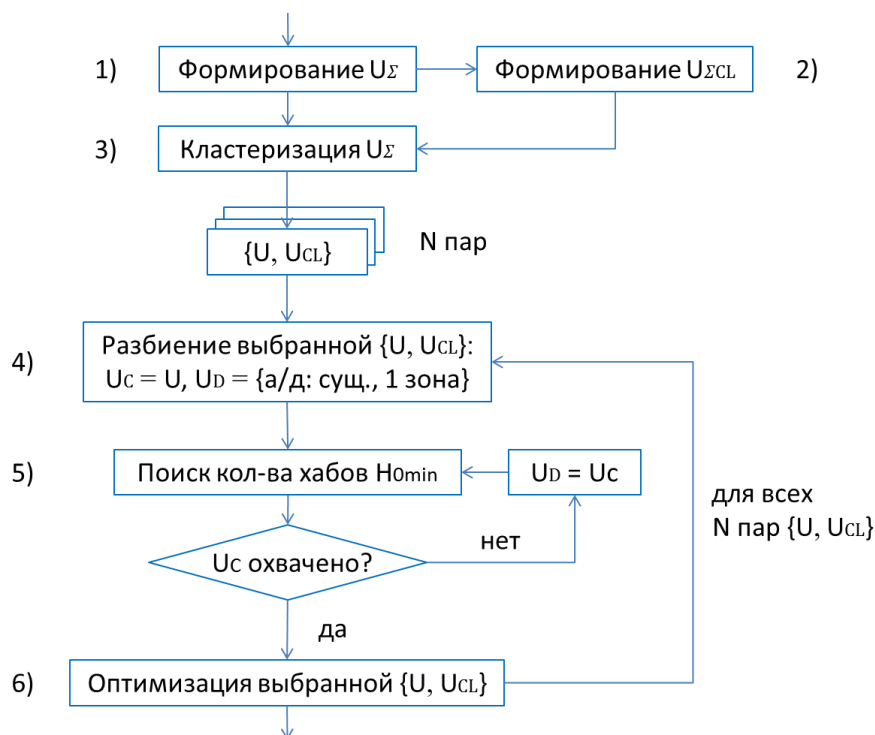 1) Формирование UΣ Формирование UΣCL 2)
3) Кластеризация UΣ
{U, UCL} N пар
4) Разбиение выбранной {U, UCL}:
UC = U, UD = {а/д: сущ., 1 зона}
5) Поиск кол-ва хабов H0min UD = Uc
для всех
N пар {U, UCL}
нет
UC охвачено?
да
6) Оптимизация выбранной {U, UCL}